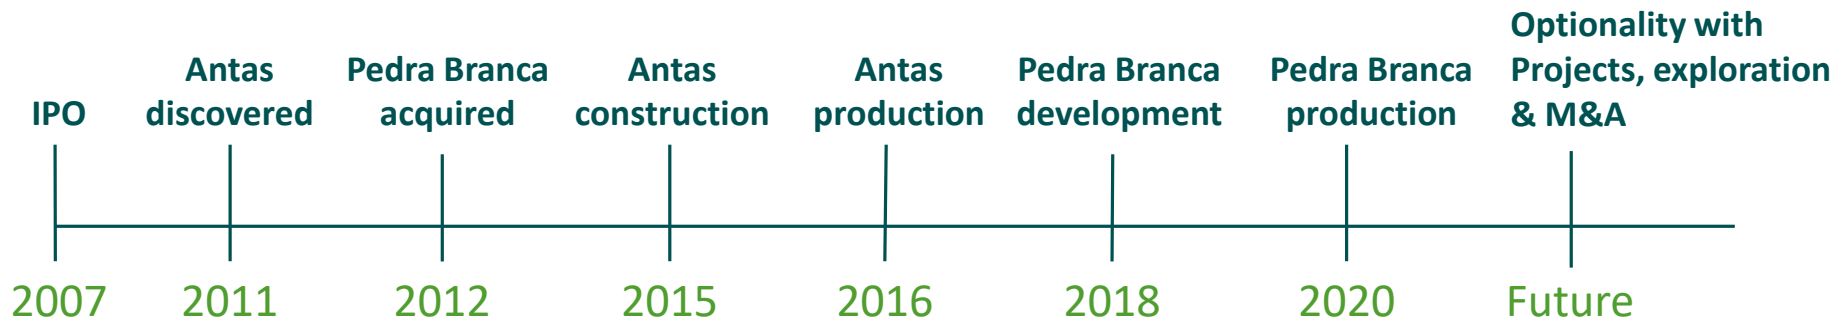 IPO
Antas
discovered
Pedra Branca
acquired
Antas
construction
Antas
production
Pedra Branca
development
Pedra Branca
production
Optionality with
Projects, exploration
& M&A
2007
2011
2012
2015
2016
2018
2020
Future